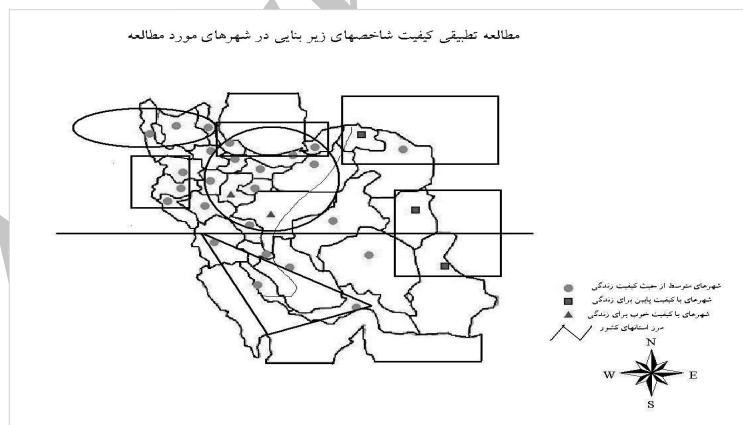 مطالعه تطبیقی کیفیت شاخصهای زیر بنایی در شهرهای مورد مطالعه
شهرهای متوسط از حیث کیفیت زندگی
شهرهای با کیفیت پایین برای زندگی
شهرهای با کیفیت خوب برای زندگی
مرز استانهای کشور
N
W E
S